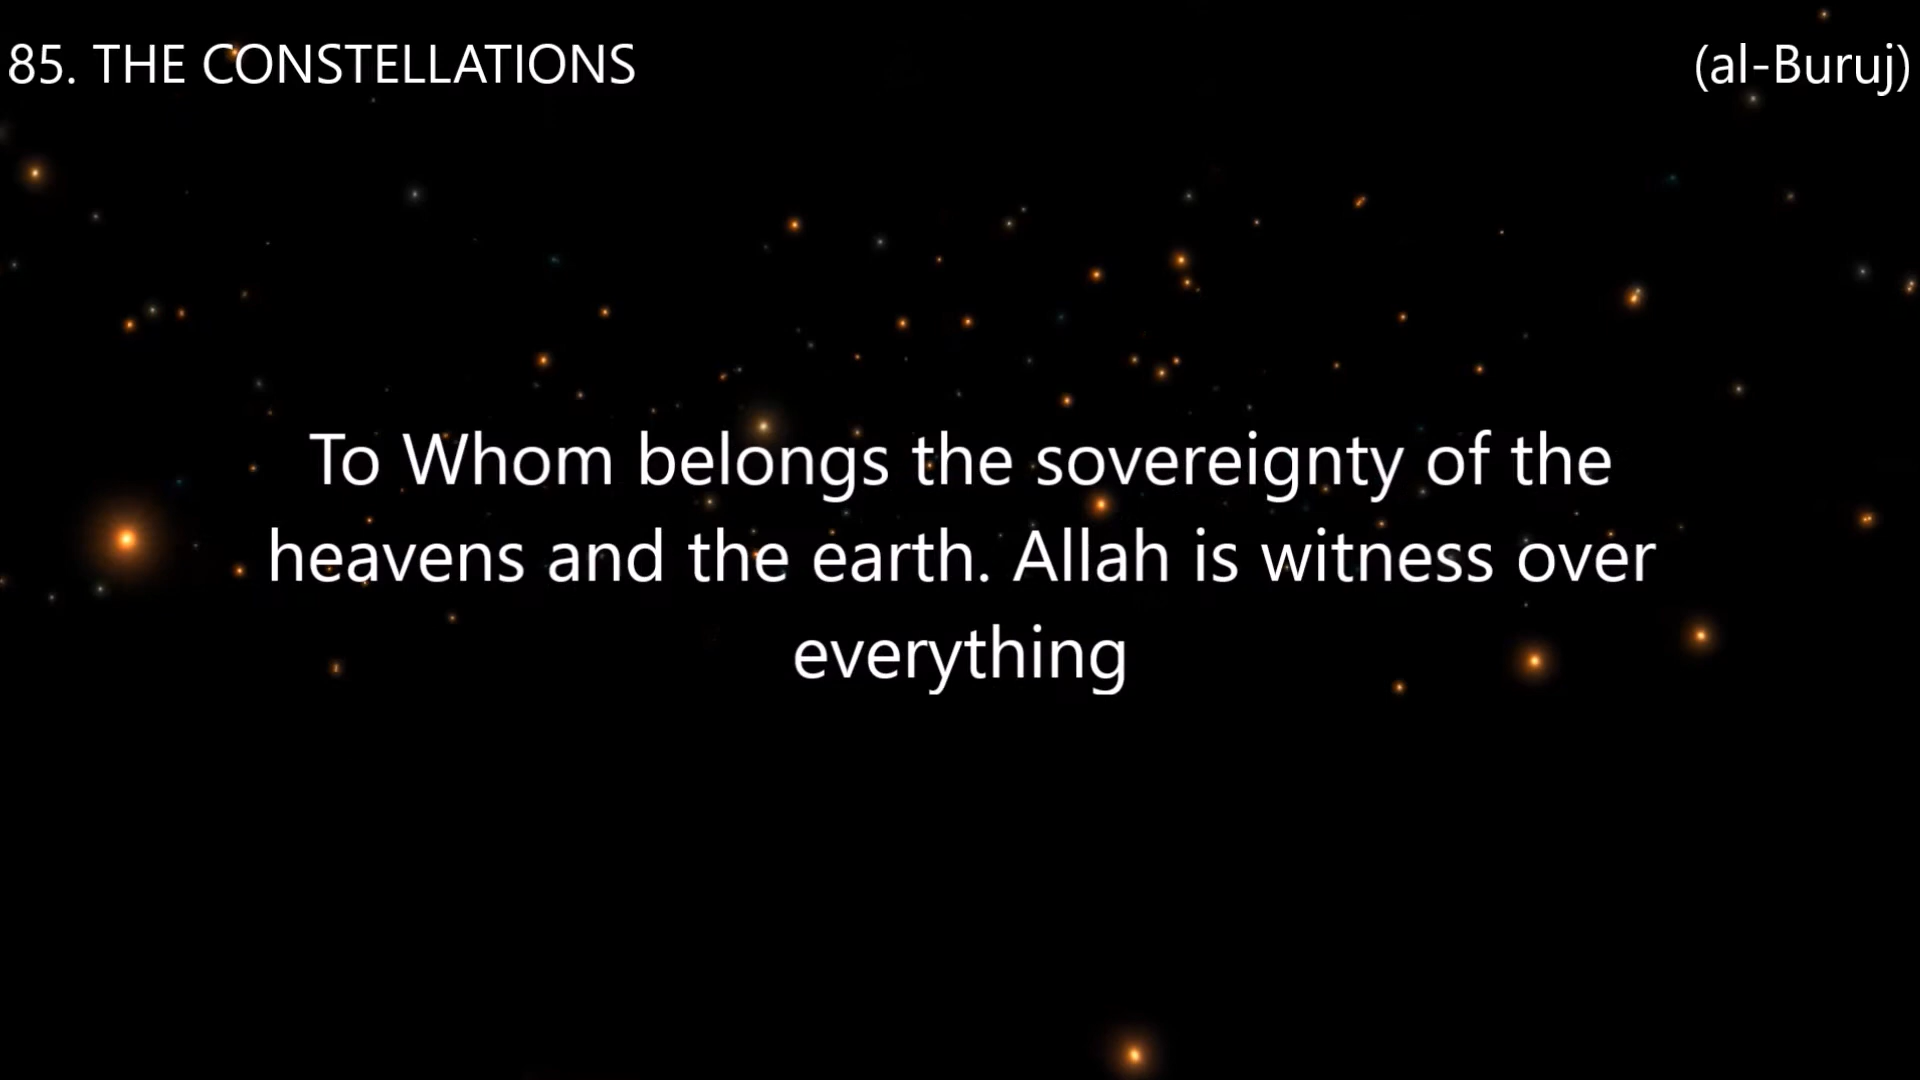 85. THE CONSTELLATIONS
(al-Buruj)
To Whom belongs the sovereignty of the
heavens and the earth. Allah is witness over
everything